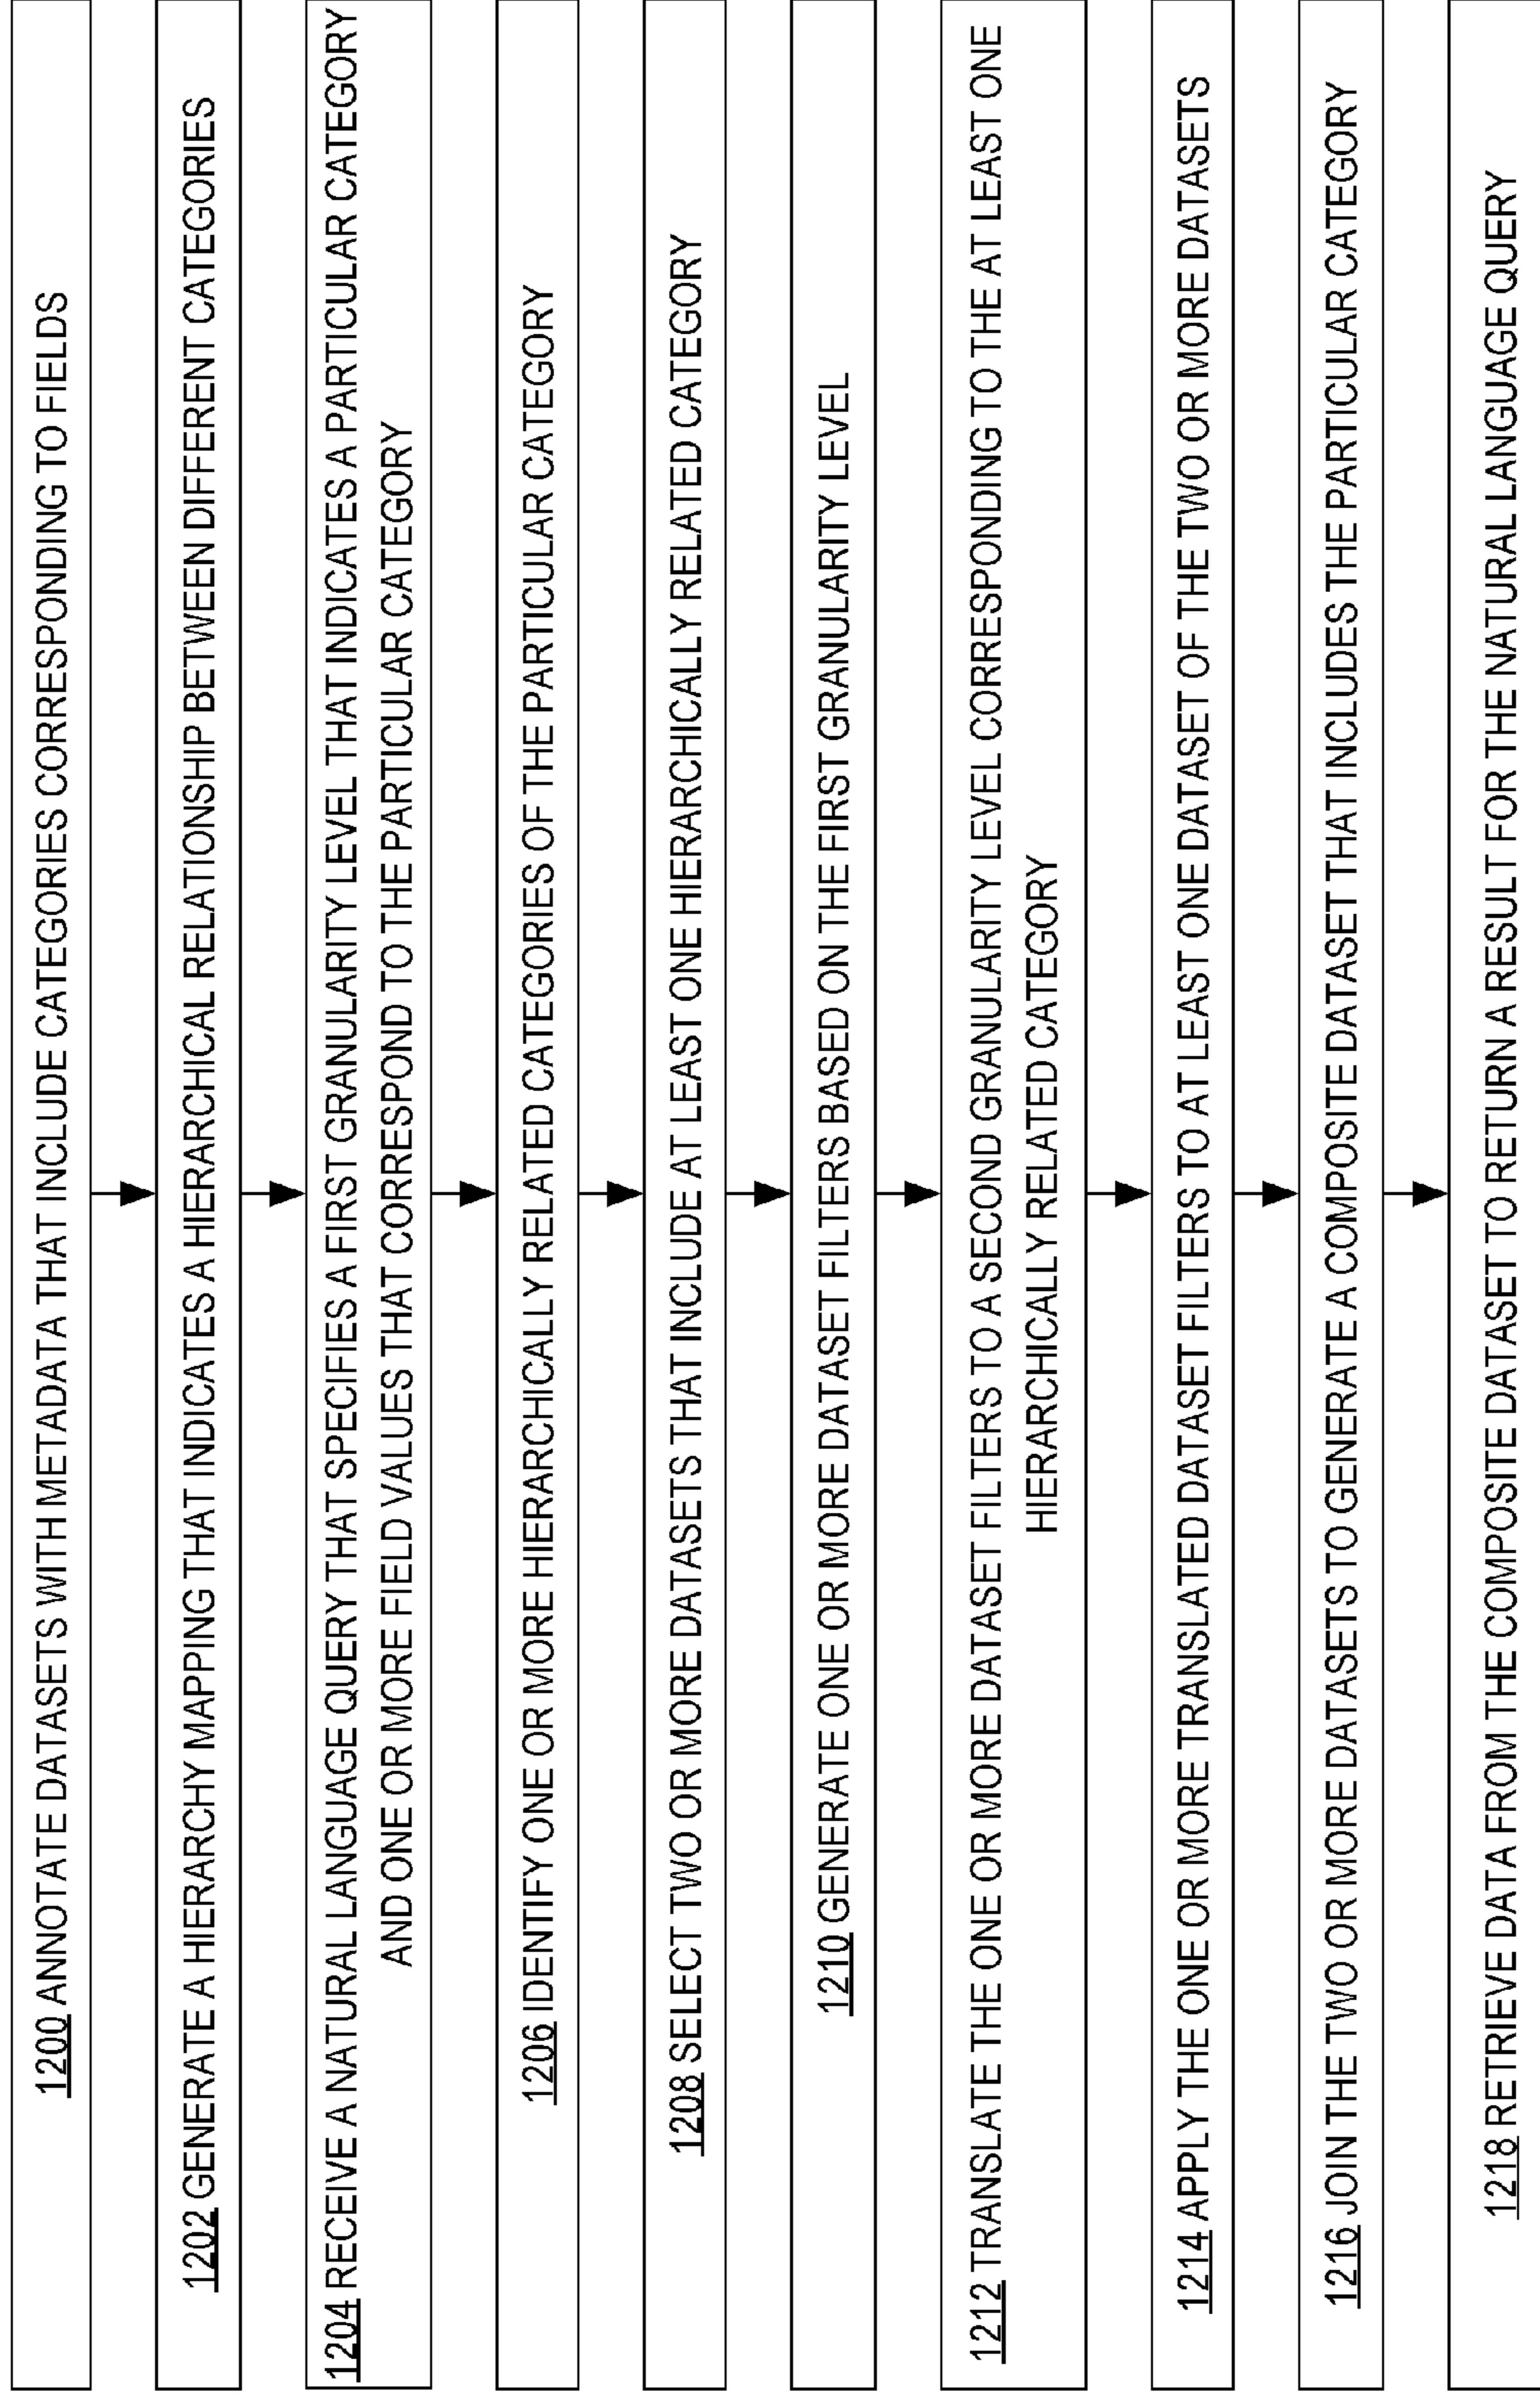 1200 ANNOTATE DATASETS WITH METADATA THAT INCLUDE CATEGORIES CORRESPONDING TO FIELDS
1202 GENERATE A HIERARCHY MAPPING THAT INDICATES A HIERARCHICAL RELATIONSHIP BETWEEN DIFFERENT CATEGORIES
1204 RECEIVE A NATURAL LANGUAGE QUERY THAT SPECIFIES A FIRST GRANULARITY LEVEL THAT INDICATES A PARTICULAR CATEGORY
AND ONE OR MORE FIELD VALUES THAT CORRESPOND TO THE PARTICULAR CATEGORY
1206 IDENTIFY ONE OR MORE HIERARCHICALLY RELATED CATEGORIES OF THE PARTICULAR CATEGORY
1208 SELECT TWO OR MORE DATASETS THAT INCLUDE AT LEAST ONE HIERARCHICALLY RELATED CATEGORY
1210 GENERATE ONE OR MORE DATASET FILTERS BASED ON THE FIRST GRANULARITY LEVEL
1212 TRANSLATE THE ONE OR MORE DATASET FILTERS TO A SECOND GRANULARITY LEVEL CORRESPONDING TO THE AT LEAST ONE
HIERARCHICALLY RELATED CATEGORY
1214 APPLY THE ONE OR MORE TRANSLATED DATASET FILTERS TO AT LEAST ONE DATASET OF THE TWO OR MORE DATASETS
1216 JOIN THE TWO OR MORE DATASETS TO GENERATE A COMPOSITE DATASET THAT INCLUDES THE PARTICULAR CATEGORY
1218 RETRIEVE DATA FROM THE COMPOSITE DATASET TO RETURN A RESULT FOR THE NATURAL LANGUAGE QUERY